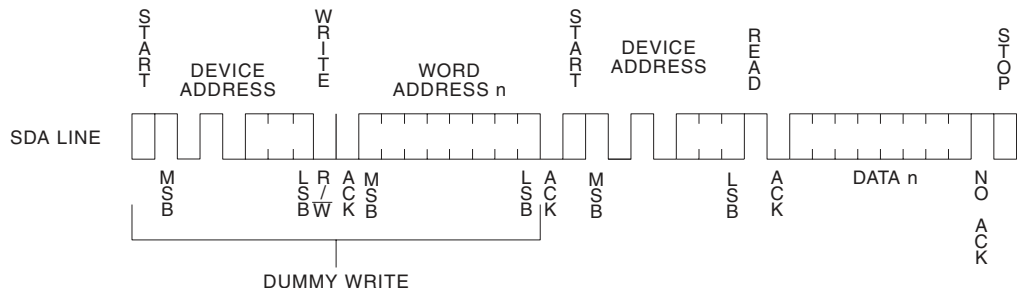 START
DEVICE
ADDRESS
WRITE
WORD
ADDRESS n
START
DEVICE
ADDRESS
READ
STOP
SDA LINE
MSB
LSB
R/W
ACK
MSB
LSB
ACK
MSB
LSB
ACK
DATA n
NO ACK
DUMMY WRITE